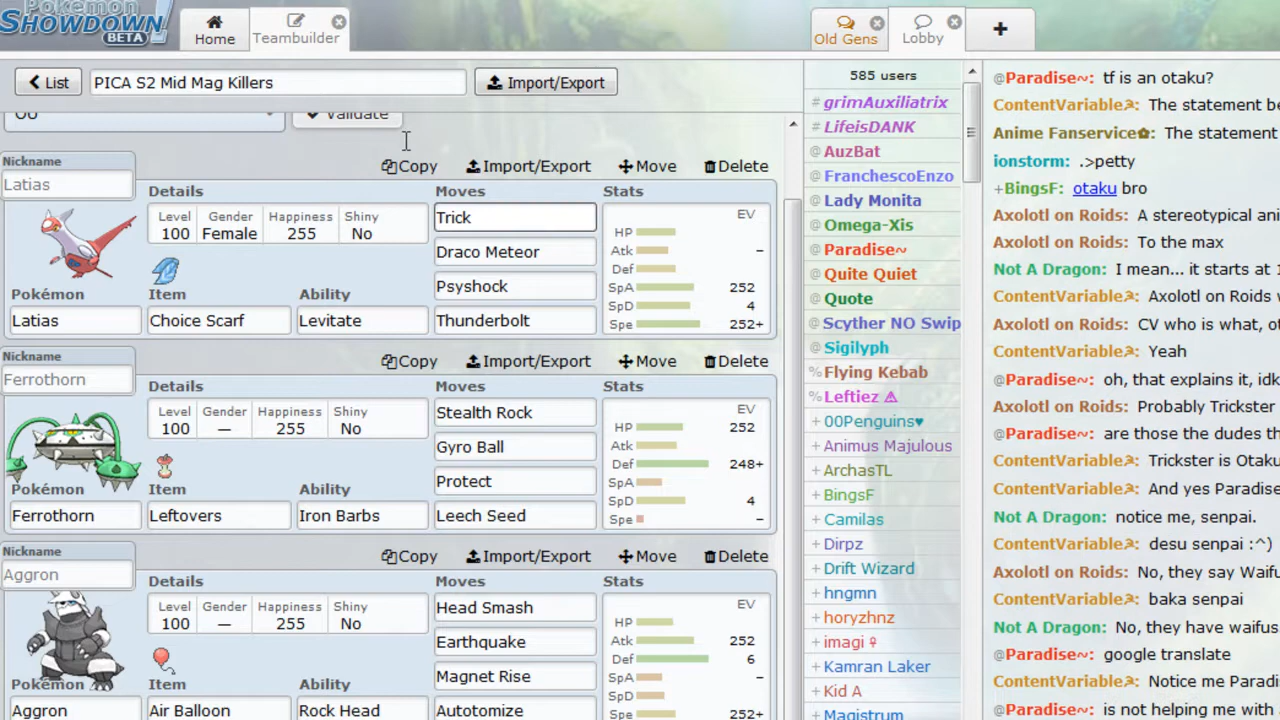 Pokémon
SHOWDOWN!
BETA
Home
Teambuilder
Old Gens
Lobby
+
List
PICA S2 Mid Mag Killers
Import/Export
OU
Validate
Nickname
Latias
Copy
Import/Export
Move
Delete
Details
Moves
Stats
Level
100
Gender
Female
Happiness
255
Shiny
No
Trick
Draco Meteor
Psyshock
Thunderbolt
EV
HP
Atk –
Def
SpA 252
SpD 4
Spe 252+
Pokémon
Latias
Item
Choice Scarf
Ability
Levitate
Nickname
Ferrothorn
Copy
Import/Export
Move
Delete
Details
Moves
Stats
Level
100
Gender
—
Happiness
255
Shiny
No
Stealth Rock
Gyro Ball
Protect
Leech Seed
EV
HP 252
Atk
Def 248+
SpA
SpD 4
Spe –
Pokémon
Ferrothorn
Item
Leftovers
Ability
Iron Barbs
Nickname
Aggron
Copy
Import/Export
Move
Delete
Details
Moves
Stats
Level
100
Gender
—
Happiness
255
Shiny
No
Head Smash
Earthquake
Magnet Rise
Autotomize
EV
HP
Atk 252
Def 6
SpA –
SpD
Spe 252+
Pokémon
Aggron
Item
Air Balloon
Ability
Rock Head
585 users
#grimAuxiliatrix
#LifeisDANK
@AuzBat
@FranchescoEnzo
@Lady Monita
@Omega-Xis
@Paradise~
@Quite Quiet
@Quote
@Scyther NO Swip
@Sigilyph
%Flying Kebab
%Leftiez ⚠
+00Penguins♥
+Animus Majulous
+ArchasTL
+BingsF
+Camilas
+Dirpz
+Drift Wizard
+hngmn
+horyzhnz
+imagi ♀
+Kamran Laker
+Kid A
+Magistrum
@Paradise~: tf is an otaku?
ContentVariable☭: The statement be
Anime Fanservice✿: The statement
ionstorm: .>petty
+BingsF: otaku bro
Axolotl on Roids: A stereotypical ani
Axolotl on Roids: To the max
Not A Dragon: I mean... it starts at 1
ContentVariable☭: Axolotl on Roids w
Axolotl on Roids: CV who is what, ot
ContentVariable☭: Yeah
@Paradise~: oh, that explains it, idk
Axolotl on Roids: Probably Trickster
@Paradise~: are those the dudes th
ContentVariable☭: Trickster is Otaku
ContentVariable☭: And yes Paradise
Not A Dragon: notice me, senpai.
ContentVariable☭: desu senpai :^)
Axolotl on Roids: No, they say Waifu
ContentVariable☭: baka senpai
Not A Dragon: No, they have waifus
@Paradise~: google translate
ContentVariable☭: Notice me Paradi
@Paradise~: is not helping me with